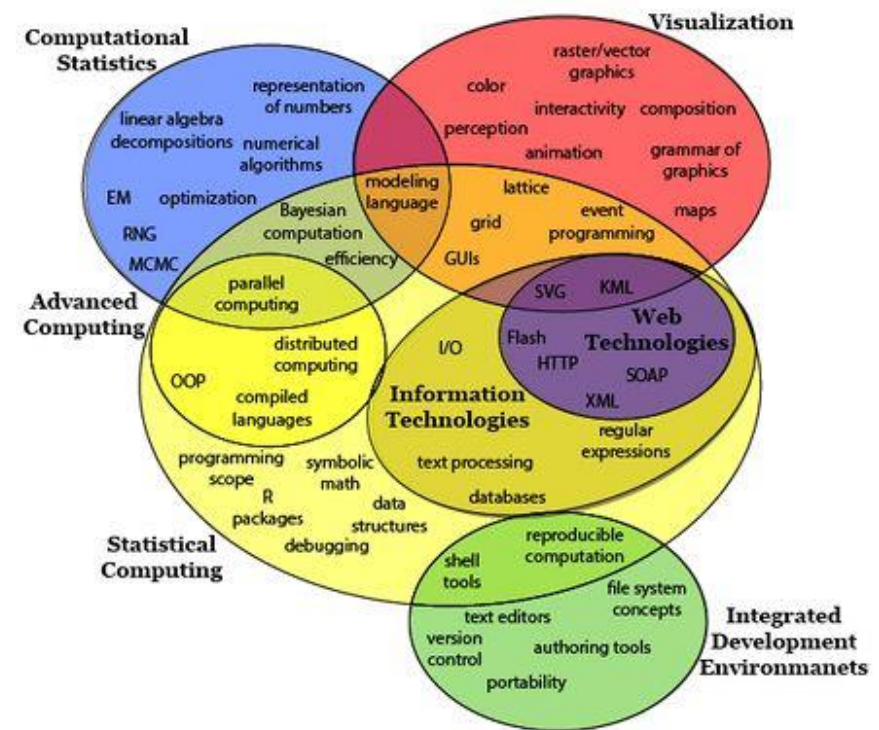 Computational
Statistics
Visualization
representation
of numbers
linear algebra
decompositions
numerical
algorithms
EM
optimization
RNG
MCMC
raster/vector
graphics
color
interactivity
composition
perception
animation
grammar of
graphics
maps
modeling
language
lattice
grid
event
programming
GUIs
Bayesian
computation
efficiency
Advanced
Computing
parallel
computing
distributed
computing
OOP
compiled
languages
SVG
KML
Web
Technologies
Flash
HTTP
SOAP
XML
I/O
Information
Technologies
regular
expressions
text processing
databases
programming
scope
symbolic
math
R
packages
data
structures
debugging
Statistical
Computing
reproducible
computation
shell
tools
file system
concepts
text editors
version
control
authoring tools
portability
Integrated
Development
Environmanets